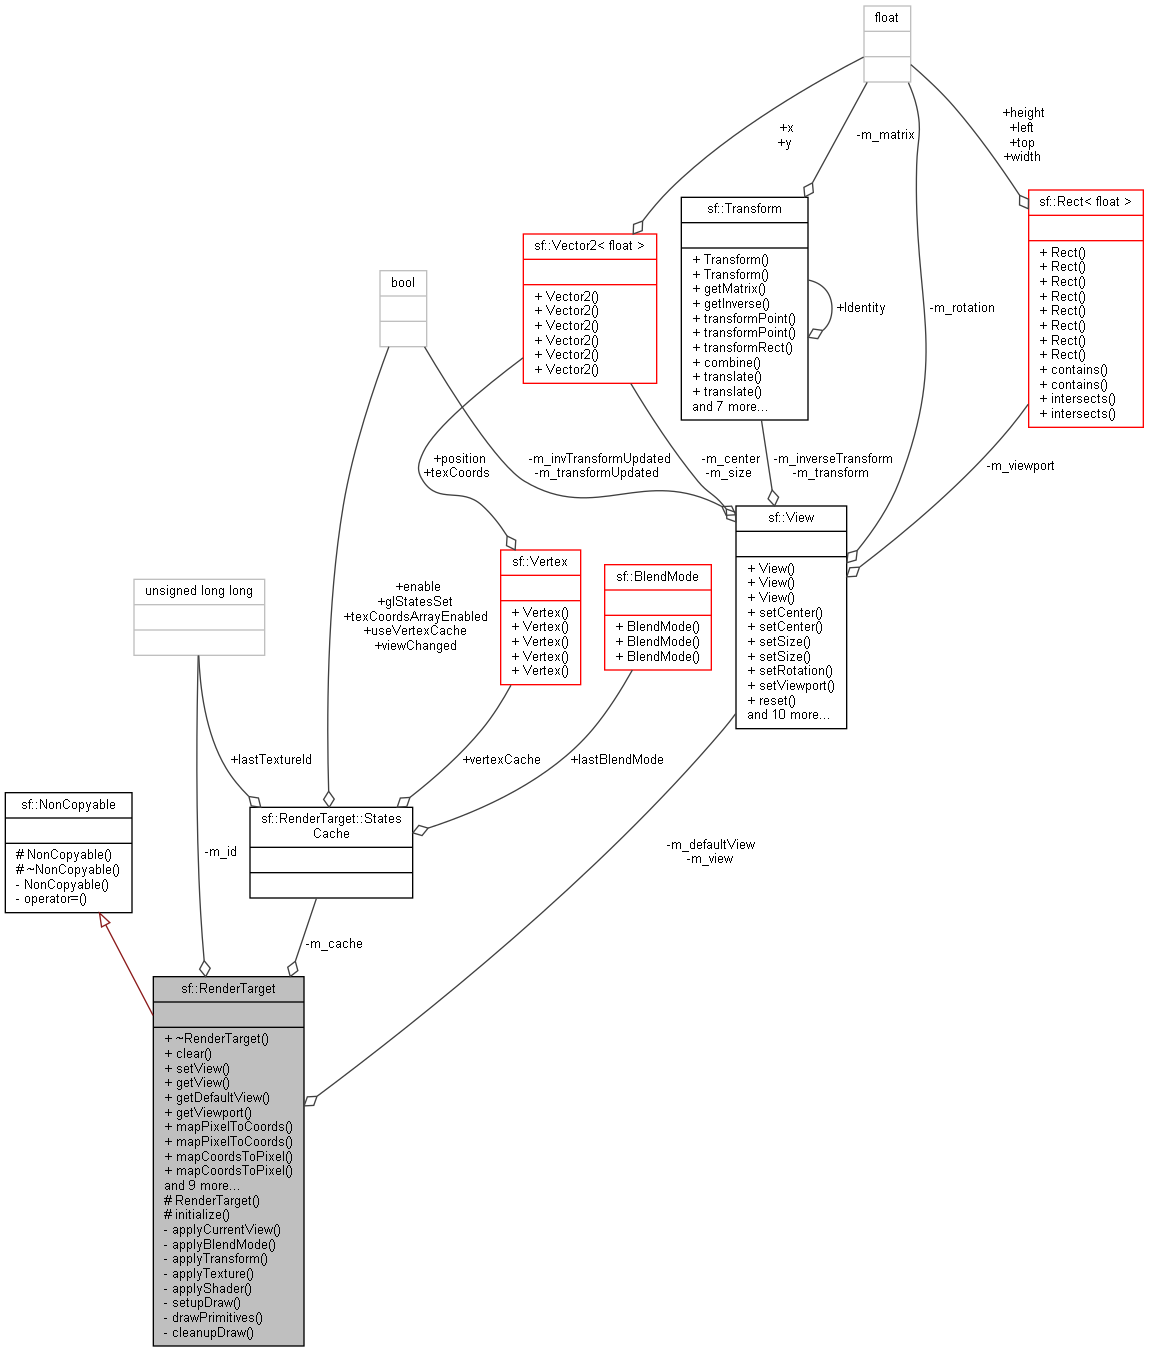 float
+x
+y
-m_matrix
+height
+left
+top
+width
sf::Rect< float >
+ Rect()
+ Rect()
+ Rect()
+ Rect()
+ Rect()
+ Rect()
+ Rect()
+ Rect()
+ contains()
+ contains()
+ intersects()
+ intersects()
sf::Transform
+ Transform()
+ Transform()
+ getMatrix()
+ getInverse()
+ transformPoint()
+ transformPoint()
+ transformRect()
+ combine()
+ translate()
+ translate()
and 7 more...
+Identity
-m_rotation
sf::Vector2< float >
+ Vector2()
+ Vector2()
+ Vector2()
+ Vector2()
+ Vector2()
+ Vector2()
bool
+position
+texCoords
-m_invTransformUpdated
-m_transformUpdated
-m_center
-m_size
-m_inverseTransform
-m_transform
-m_viewport
sf::View
+ View()
+ View()
+ View()
+ setCenter()
+ setCenter()
+ setSize()
+ setSize()
+ setRotation()
+ setViewport()
+ reset()
and 10 more...
sf::Vertex
+ Vertex()
+ Vertex()
+ Vertex()
+ Vertex()
+ Vertex()
sf::BlendMode
+ BlendMode()
+ BlendMode()
+ BlendMode()
unsigned long long
+enable
+glStatesSet
+texCoordsArrayEnabled
+useVertexCache
+viewChanged
+lastTextureId
+vertexCache
+lastBlendMode
sf::NonCopyable
# NonCopyable()
# ~NonCopyable()
- NonCopyable()
- operator=()
sf::RenderTarget::States
Cache
-m_id
-m_defaultView
-m_view
-m_cache
sf::RenderTarget
+ ~RenderTarget()
+ clear()
+ setView()
+ getView()
+ getDefaultView()
+ getViewport()
+ mapPixelToCoords()
+ mapPixelToCoords()
+ mapCoordsToPixel()
+ mapCoordsToPixel()
and 9 more...
# RenderTarget()
# initialize()
- applyCurrentView()
- applyBlendMode()
- applyTransform()
- applyTexture()
- applyShader()
- setupDraw()
- drawPrimitives()
- cleanupDraw()